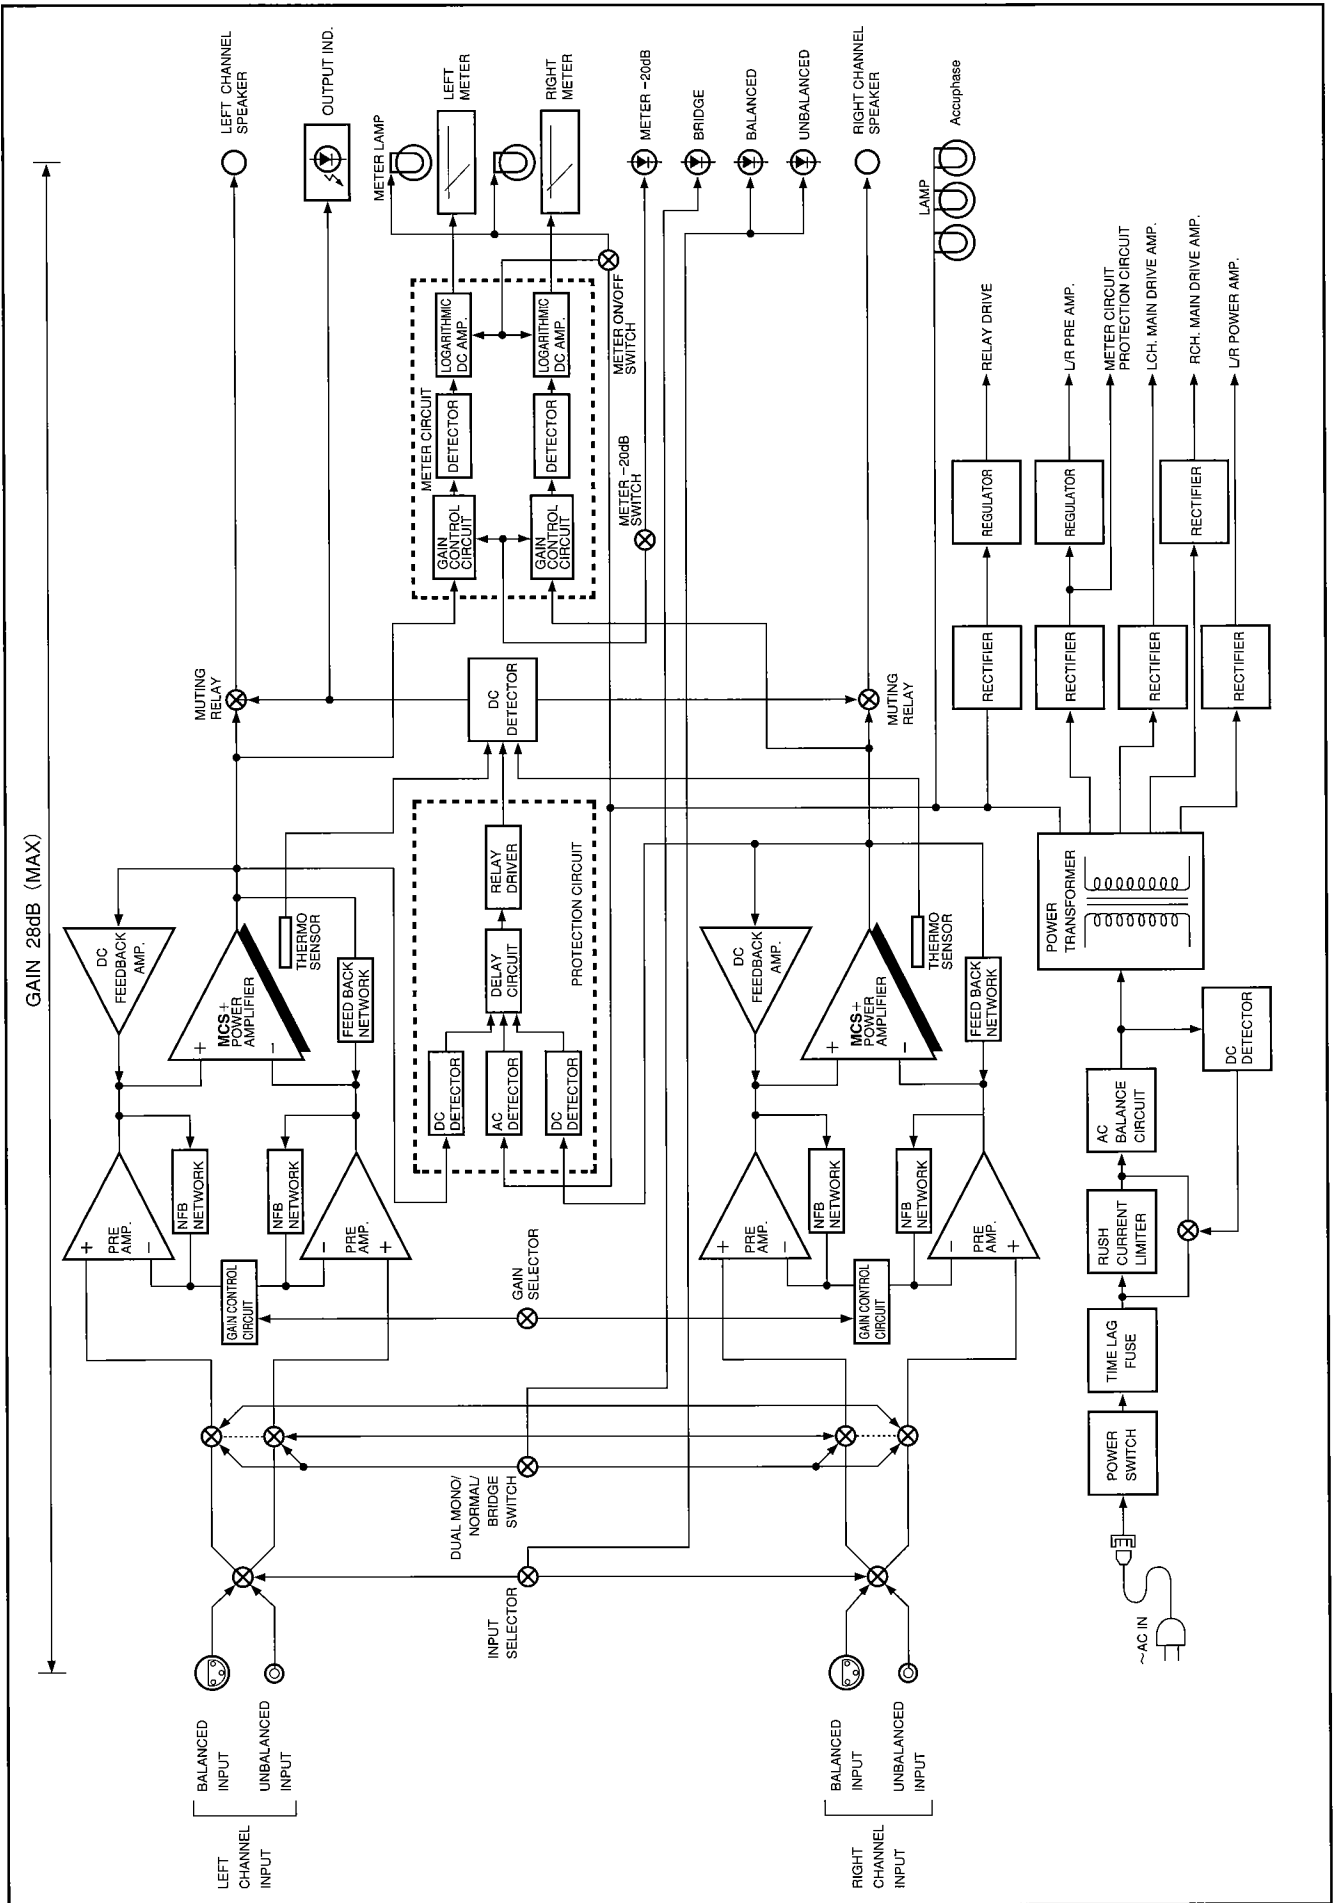 GAIN 28dB (MAX)
LEFT
CHANNEL
INPUT
BALANCED
INPUT
UNBALANCED
INPUT
INPUT
SELECTOR
DUAL MONO/
NORMAL/
BRIDGE
SWITCH
GAIN
SELECTOR
+
PRE
AMP.
−
NFB
NETWORK
GAIN CONTROL
CIRCUIT
NFB
NETWORK
−
PRE
AMP.
+
DC
FEEDBACK
AMP.
+
MCS+
POWER
AMPLIFIER
−
THERMO
SENSOR
FEED BACK
NETWORK
MUTING
RELAY
LEFT CHANNEL
SPEAKER
OUTPUT IND.
DC
DETECTOR
AC
DETECTOR
DC
DETECTOR
DELAY
CIRCUIT
RELAY
DRIVER
PROTECTION CIRCUIT
DC
DETECTOR
METER CIRCUIT
GAIN
CONTROL
CIRCUIT
DETECTOR
LOGARITHMIC
DC AMP.
GAIN
CONTROL
CIRCUIT
DETECTOR
LOGARITHMIC
DC AMP.
METER LAMP
LEFT
METER
RIGHT
METER
METER ON/OFF
SWITCH
METER −20dB
SWITCH
METER −20dB
BRIDGE
BALANCED
UNBALANCED
RIGHT
CHANNEL
INPUT
BALANCED
INPUT
UNBALANCED
INPUT
+
PRE
AMP.
−
NFB
NETWORK
GAIN CONTROL
CIRCUIT
NFB
NETWORK
−
PRE
AMP.
+
DC
FEEDBACK
AMP.
+
MCS+
POWER
AMPLIFIER
−
THERMO
SENSOR
FEED BACK
NETWORK
MUTING
RELAY
RIGHT CHANNEL
SPEAKER
LAMP
Accuphase
~AC IN
POWER
SWITCH
TIME LAG
FUSE
RUSH
CURRENT
LIMITER
AC
BALANCE
CIRCUIT
DC
DETECTOR
POWER
TRANSFORMER
RECTIFIER
REGULATOR
RELAY DRIVE
RECTIFIER
REGULATOR
L/R PRE AMP.
METER CIRCUIT
PROTECTION CIRCUIT
RECTIFIER
LCH. MAIN DRIVE AMP.
RECTIFIER
RCH. MAIN DRIVE AMP.
RECTIFIER
L/R POWER AMP.